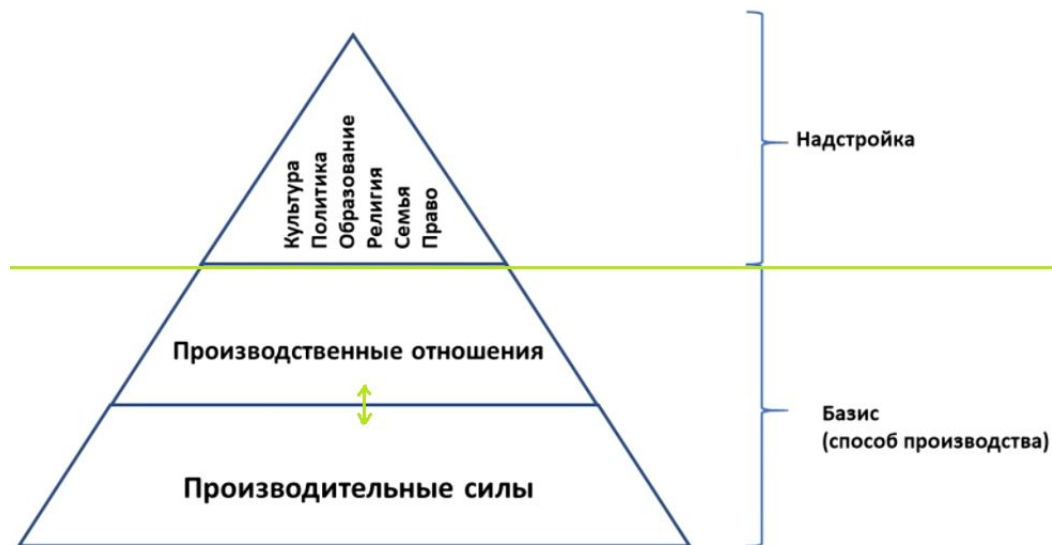 Культура
Политика
Образование
Религия
Семья
Право
Надстройка
Производственные отношения
Базис
(способ производства)
Производительные силы